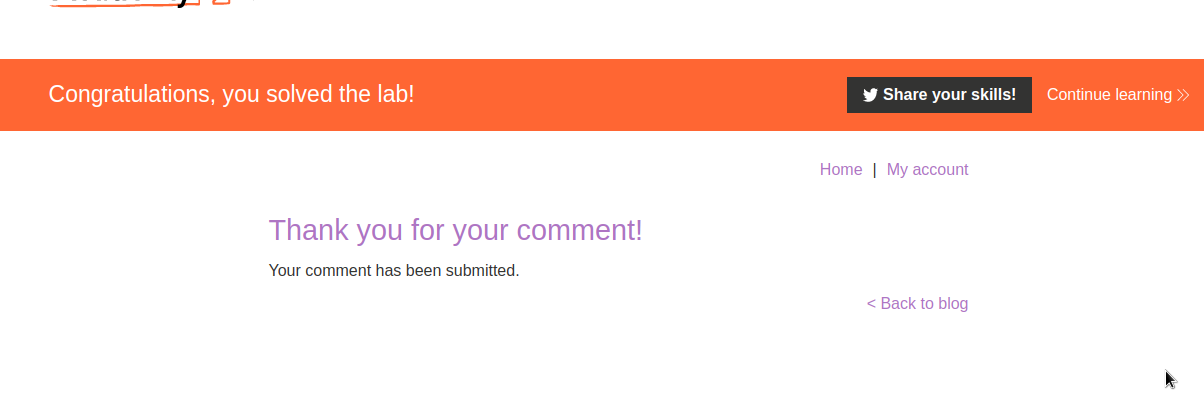 Congratulations, you solved the lab!
Share your skills!
Continue learning
Home | My account
Thank you for your comment!
Your comment has been submitted.
< Back to blog